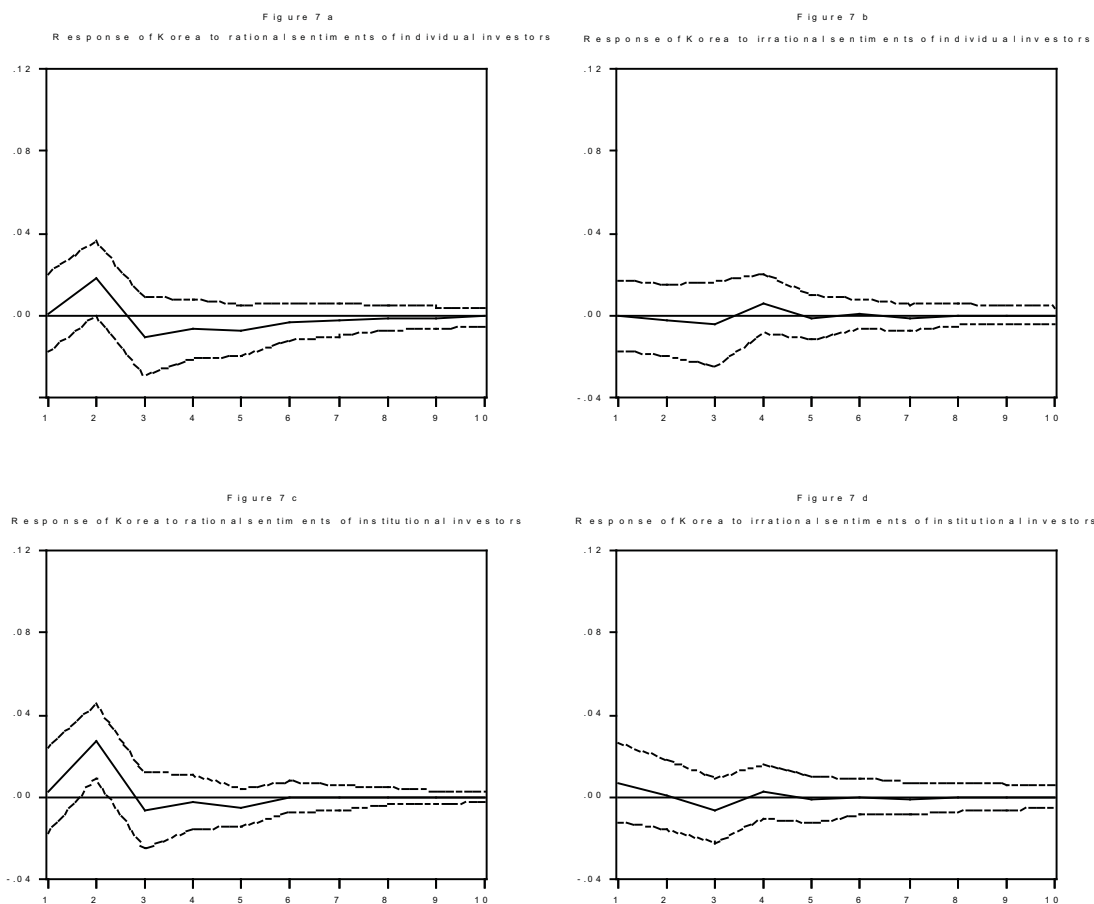 Figure 7a
Response of Korea to rational sentiments of individual investors
.12
.08
.04
.00
1 2 3 4 5 6 7 8 9 10
Figure 7b
Response of Korea to irrational sentiments of individual investors
.12
.08
.04
.00
-.04
1 2 3 4 5 6 7 8 9 10
Figure 7c
Response of Korea to rational sentiments of institutional investors
.12
.08
.04
.00
-.04
1 2 3 4 5 6 7 8 9 10
Figure 7d
Response of Korea to irrational sentiments of institutional investors
.12
.08
.04
.00
-.04
1 2 3 4 5 6 7 8 9 10